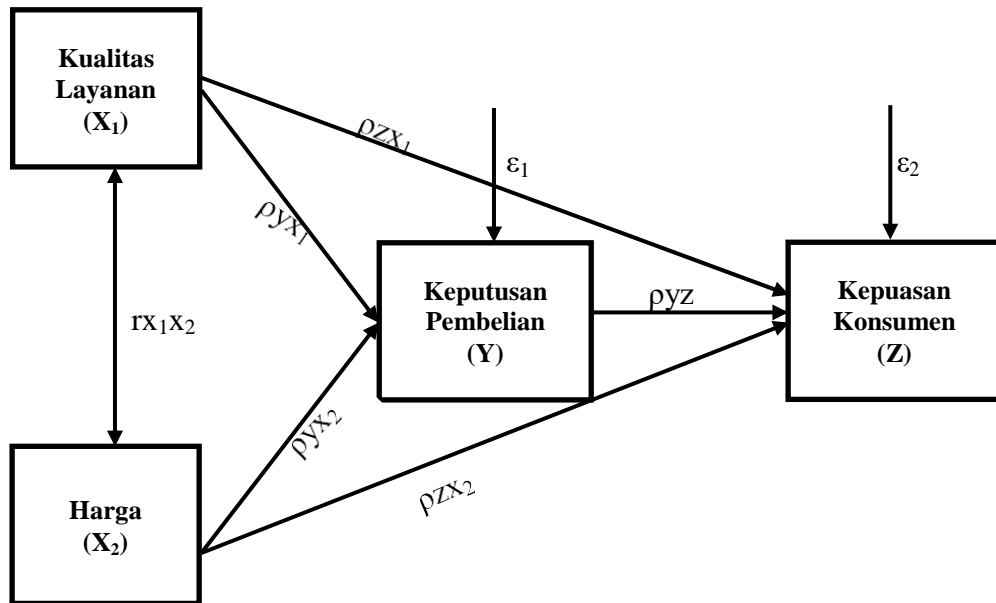 Kualitas
Layanan
(X₁)
ρzx₁
ε₁
ε₂
ρyx₁
Keputusan
Pembelian
(Y)
ρyz
Kepuasan
Konsumen
(Z)
rx₁x₂
ρyx₂
ρzx₂
Harga
(X₂)